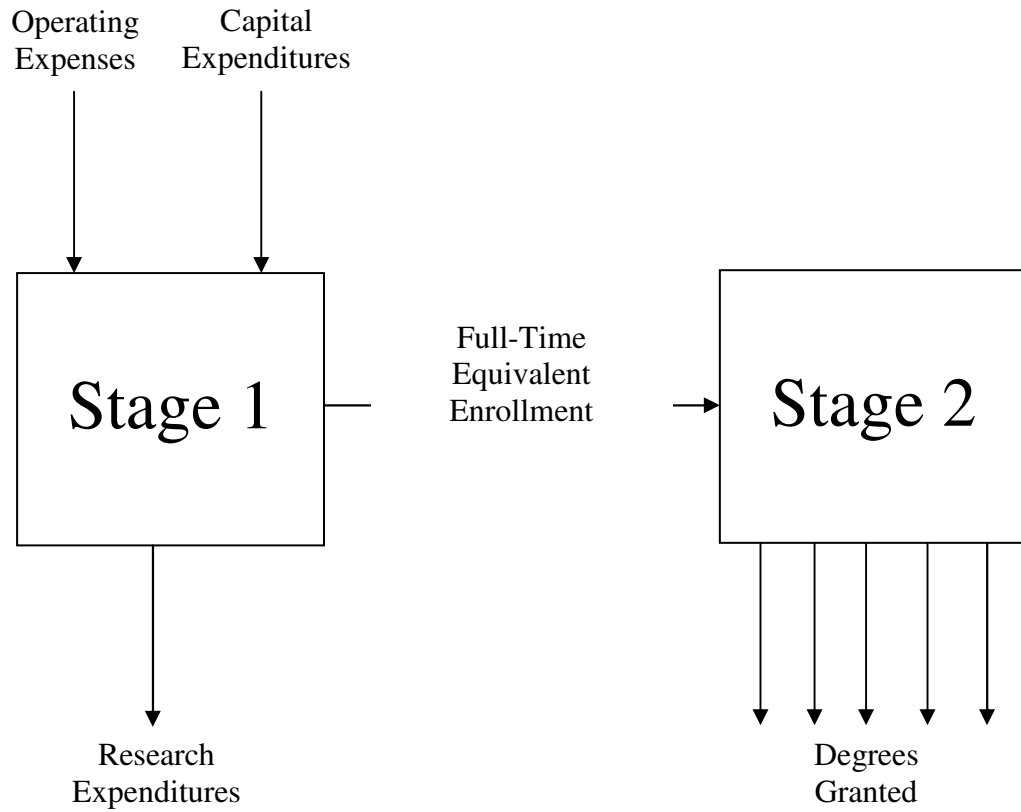 Operating
Expenses
Capital
Expenditures
Stage 1
Full-Time
Equivalent
Enrollment
Stage 2
Research
Expenditures
Degrees
Granted